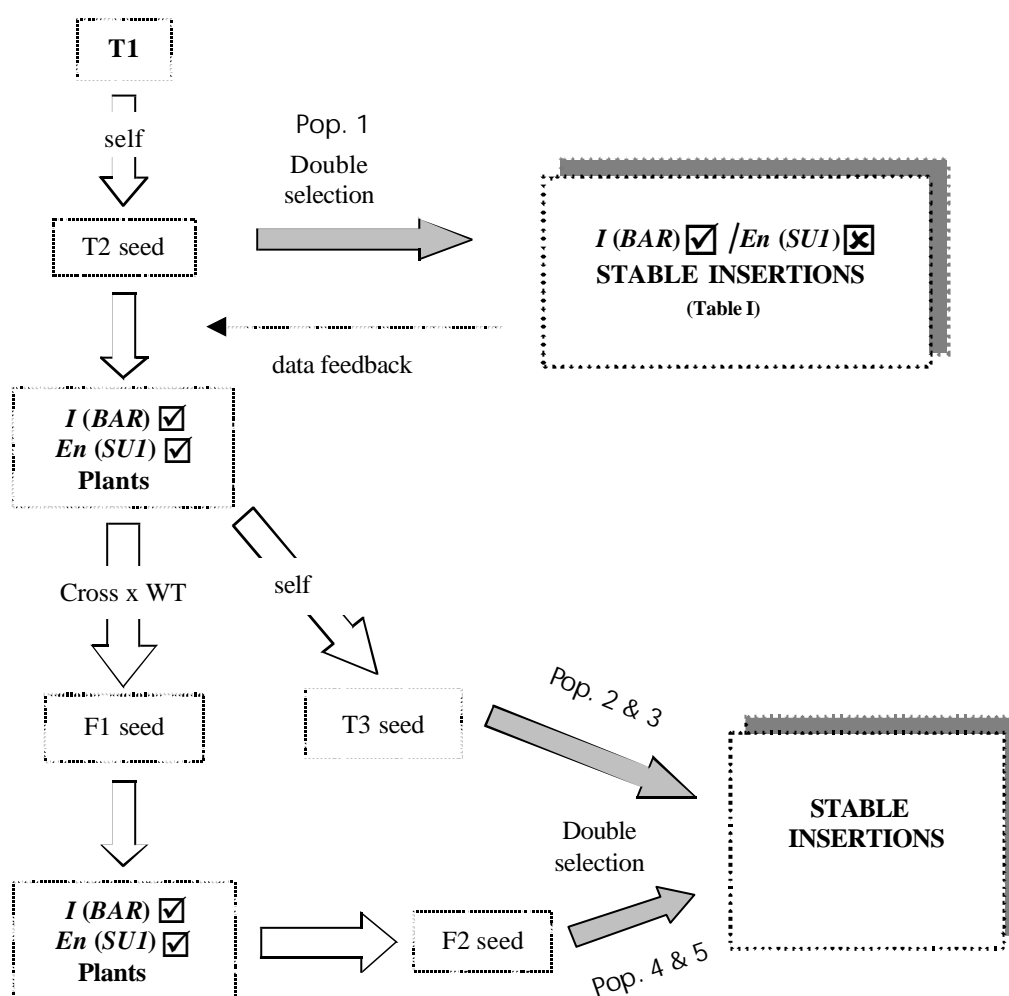 T1
self
Pop. 1
Double
selection
T2 seed
I (BAR) ☑ /En (SU1) ☒
STABLE INSERTIONS
(Table I)
data feedback
I (BAR) ☑
En (SU1) ☑
Plants
Cross x WT
self
F1 seed
T3 seed
Pop. 2 & 3
STABLE
INSERTIONS
Double
selection
I (BAR) ☑
En (SU1) ☑
Plants
F2 seed
Pop. 4 & 5